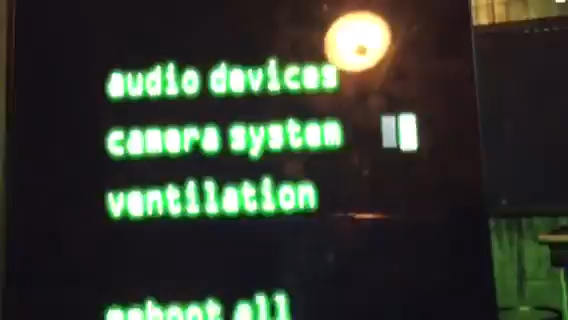 audio devices
camera system
ventilation
reboot all